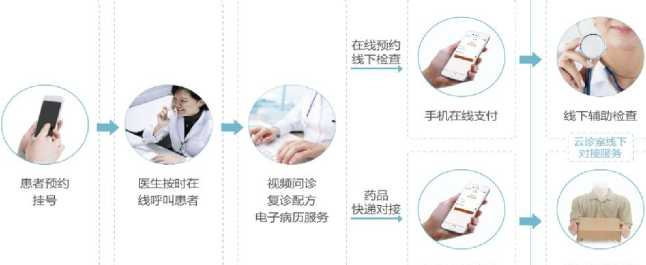 患者预约
挂号
医生按时在
线呼叫患者
视频问诊
复诊配方
电子病历服务
在线预约
线下检查
手机在线支付
线下辅助检查
云诊室线下
对接服务
药品
快递对接